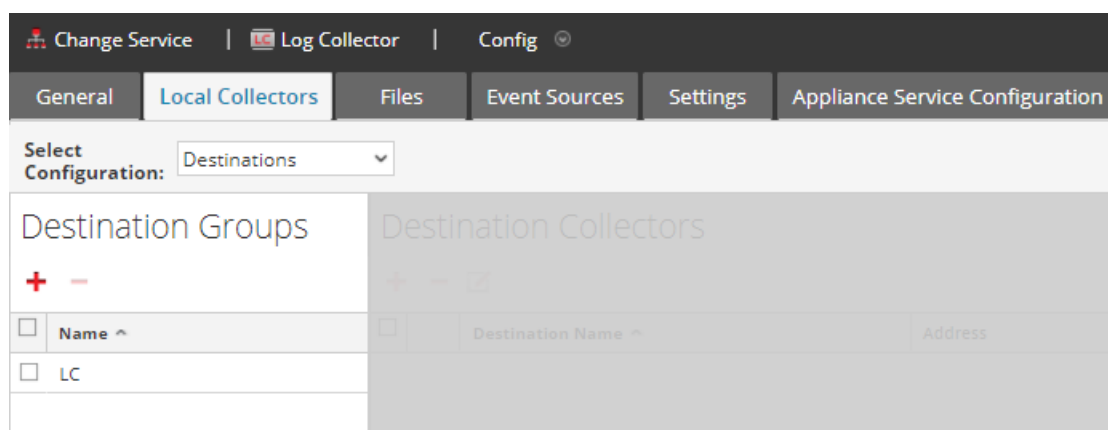 Change Service | LC Log Collector | Config
General Local Collectors Files Event Sources Settings Appliance Service Configuration
Select
Configuration: Destinations
Destination Groups Destination Collectors
Name Destination Name Address
LC